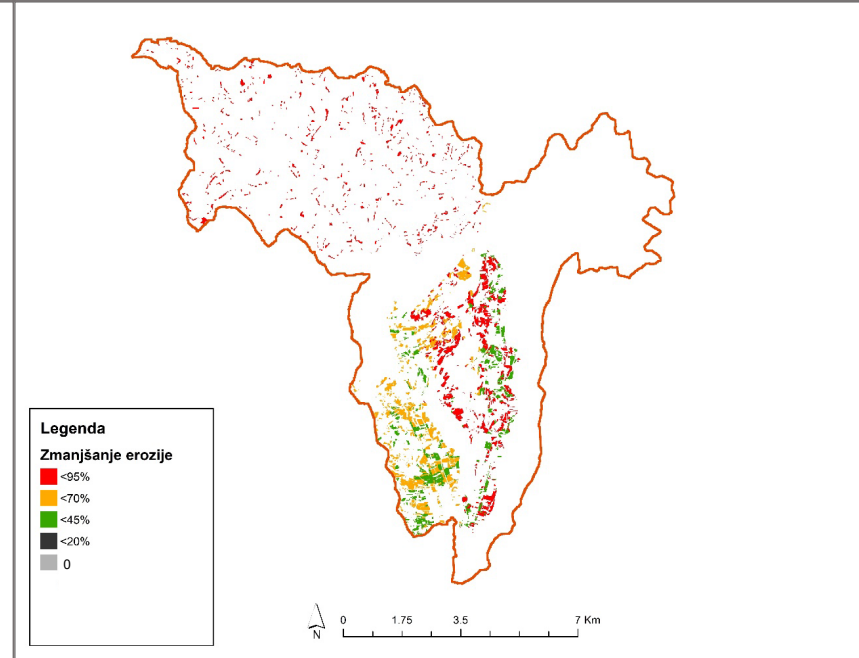 Legenda
Zmanjšanje erozije
<95%
<70%
<45%
<20%
0
N
0 1.75 3.5 7 Km